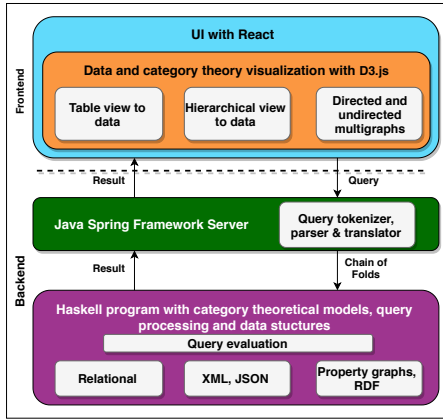 UI with React
Frontend
Data and category theory visualization with D3.js
Table view to
data
Hierarchical view
to data
Directed and
undirected
multigraphs
Result
Query
Java Spring Framework Server
Query tokenizer,
parser & translator
Backend
Result
Chain of
Folds
Haskell program with category theoretical models, query
processing and data stuctures
Query evaluation
Relational
XML, JSON
Property graphs,
RDF